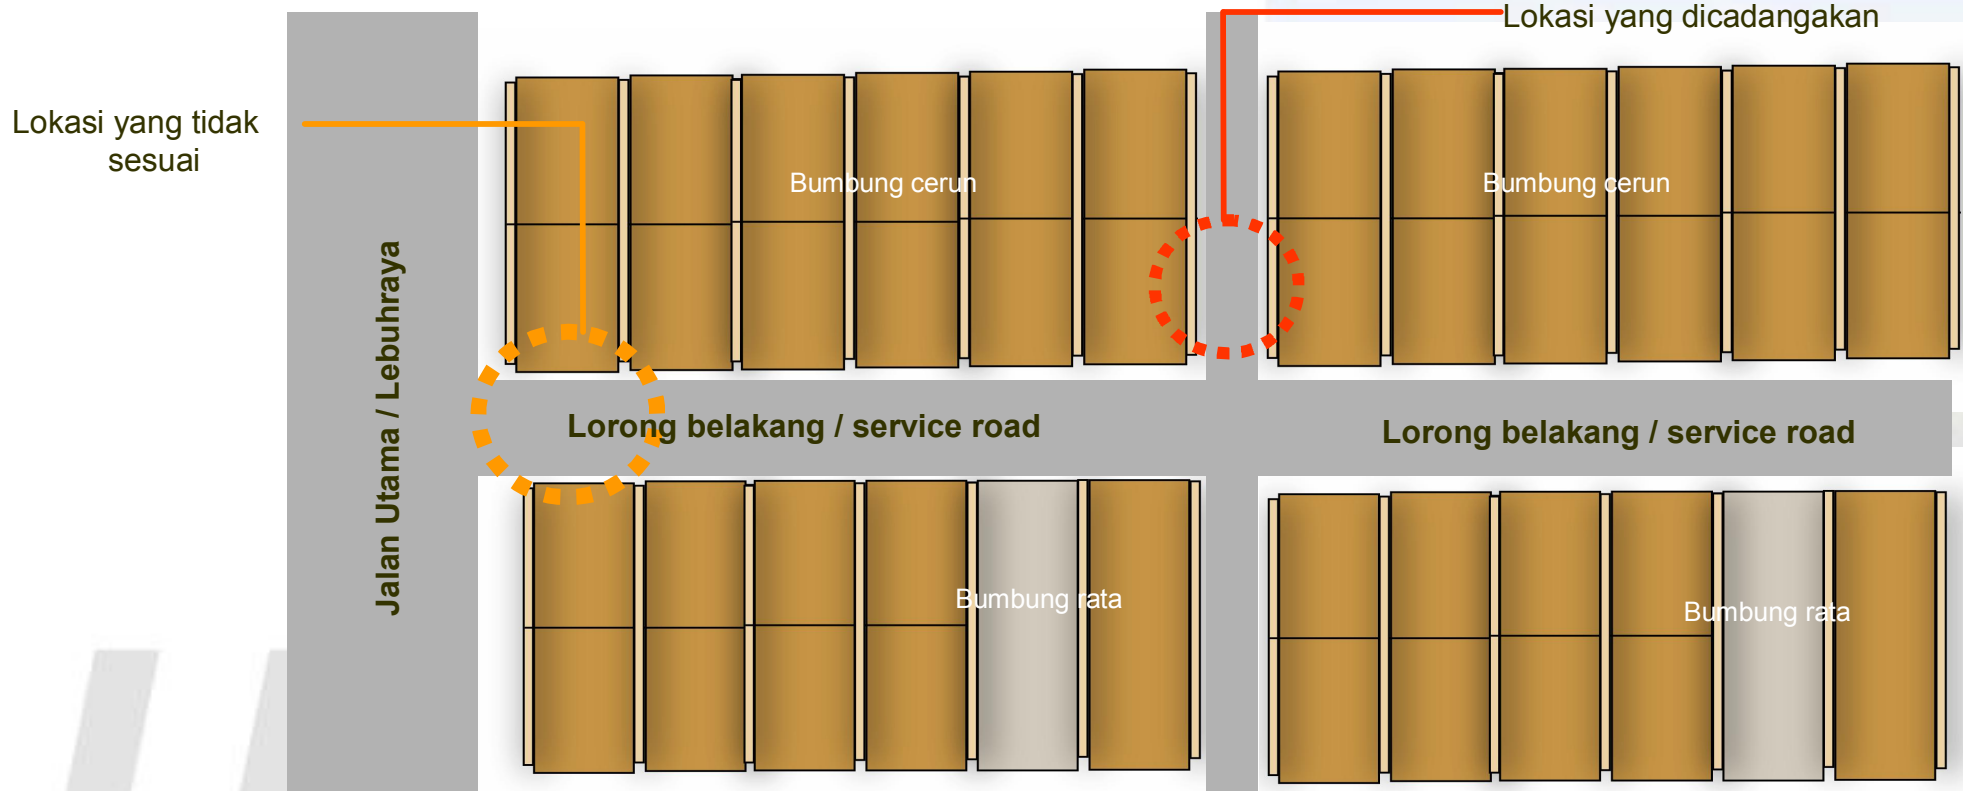 Lokasi yang dicadangakan
Lokasi yang tidak
sesuai
Bumbung cerun
Bumbung cerun
Jalan Utama / Lebuhraya
Lorong belakang / service road
Lorong belakang / service road
Bumbung rata
Bumbung rata